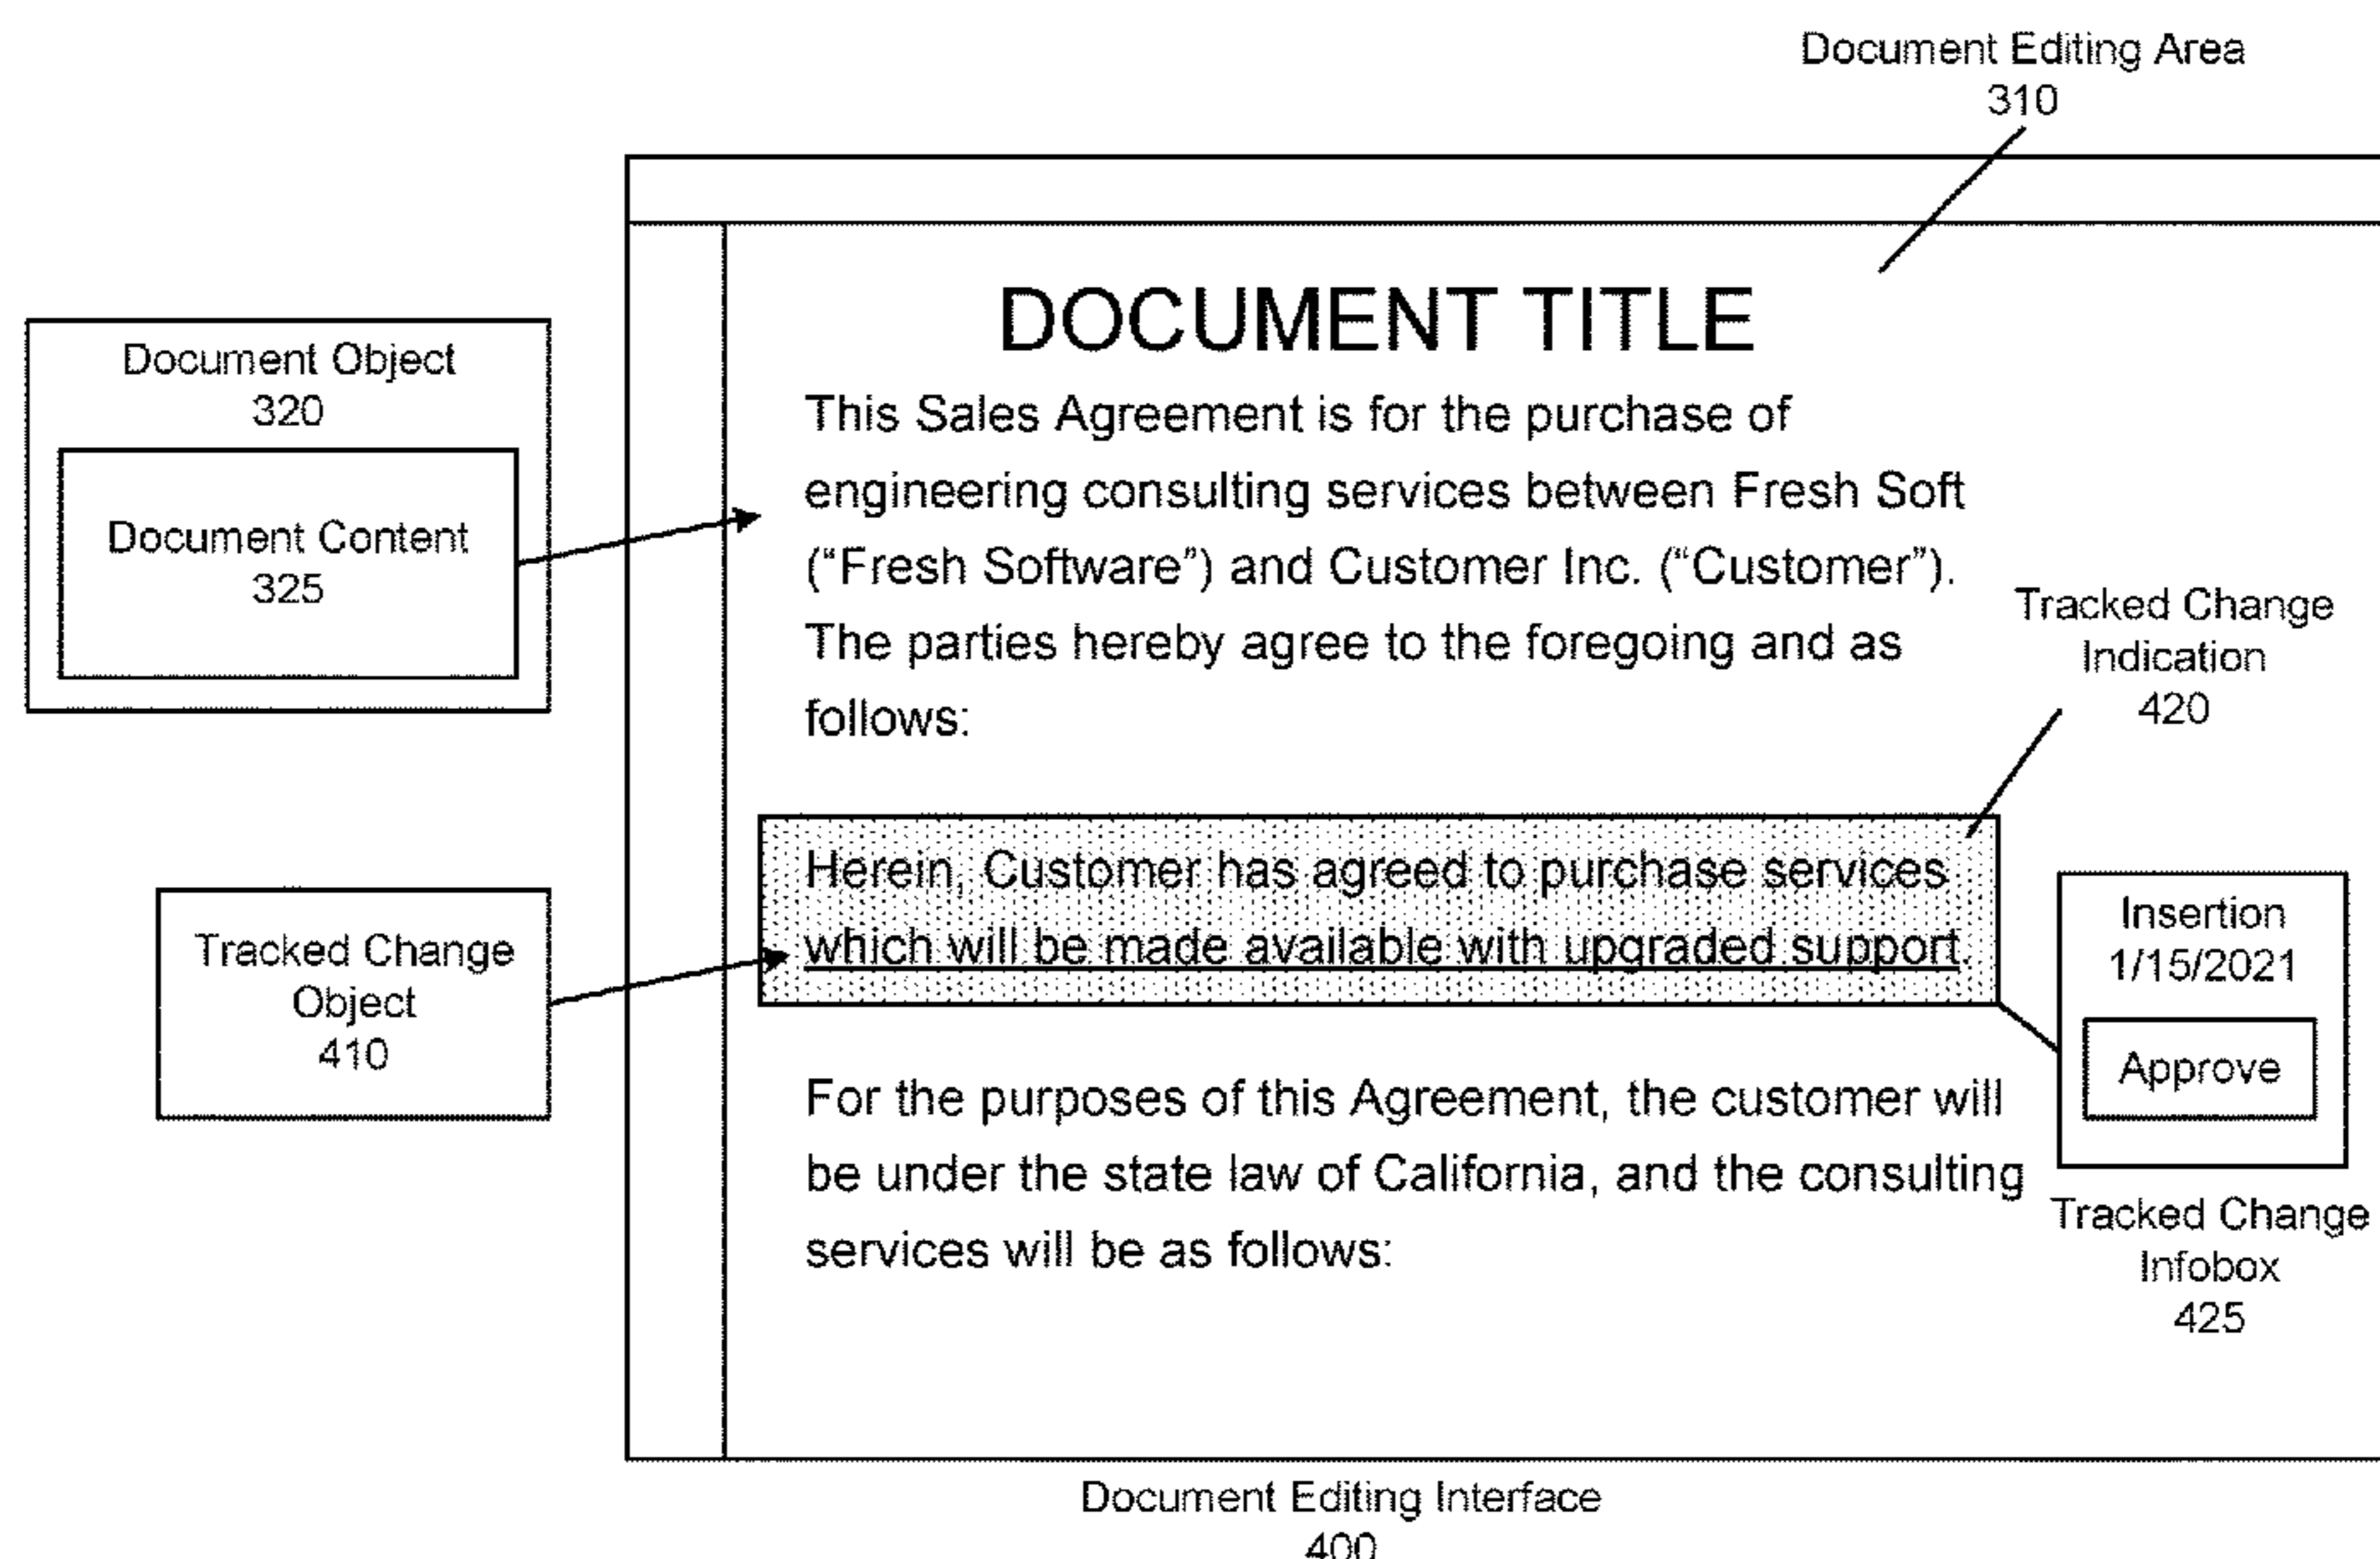 Document Editing Area
310
Document Object
320
Document Content
325
DOCUMENT TITLE
This Sales Agreement is for the purchase of
engineering consulting services between Fresh Soft
(“Fresh Software”) and Customer Inc. (“Customer”).
The parties hereby agree to the foregoing and as
follows:
Tracked Change
Indication
420
Tracked Change
Object
410
Herein, Customer has agreed to purchase services
which will be made available with upgraded support.
Insertion
1/15/2021
Approve
For the purposes of this Agreement, the customer will
be under the state law of California, and the consulting
services will be as follows:
Tracked Change
Infobox
425
Document Editing Interface
400